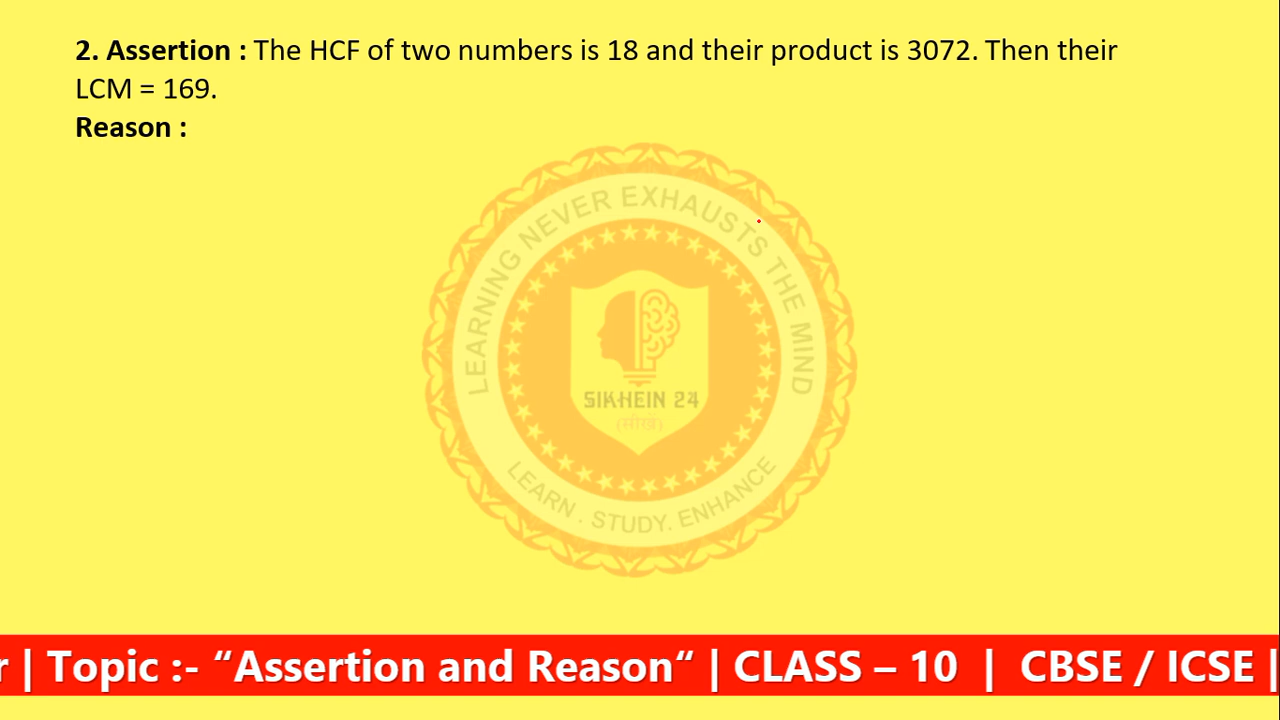 2. Assertion : The HCF of two numbers is 18 and their product is 3072. Then their
LCM = 169.
Reason :
LEARNING NEVER EXHAUSTS THE MIND
SIKHEIN 24
(सीखें)
LEARN . STUDY. ENHANCE
r | Topic :- “Assertion and Reason“ | CLASS – 10 | CBSE / ICSE |